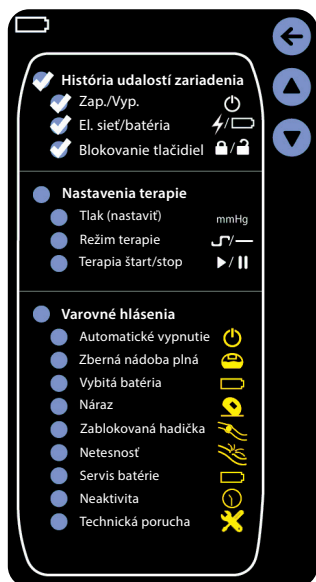 História udalostí zariadenia
Zap./Vyp.
El. sieť/batéria /
Blokovanie tlačidiel /
Nastavenia terapie
Tlak (nastaviť) mmHg
Režim terapie /
Terapia štart/stop /
Varovné hlásenia
Automatické vypnutie
Zberná nádoba plná
Vybitá batéria
Náraz
Zablokovaná hadička
Netesnosť
Servis batérie
Neaktivita
Technická porucha